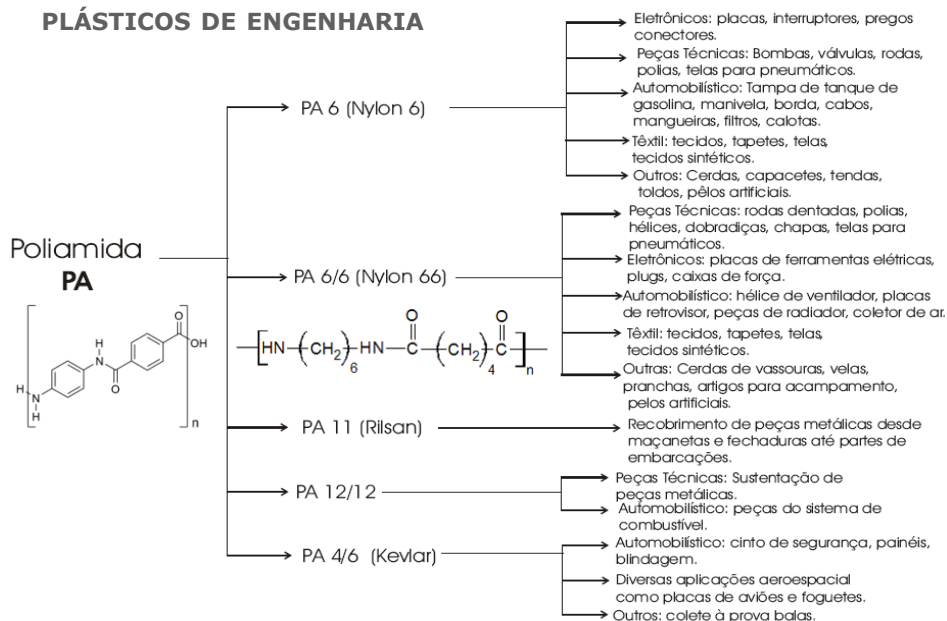 PLÁSTICOS DE ENGENHARIA
Poliamida
PA
H
N
O
OH
O
H
N
H
n
PA 6 (Nylon 6)
Eletrônicos: placas, interruptores, pregos
conectores.
Peças Técnicas: Bombas, válvulas, rodas,
polias, telas para pneumáticos.
Automobilístico: Tampa de tanque de
gasolina, manivela, borda, cabos,
mangueiras, filtros, calotas.
Têxtil: tecidos, tapetes, telas,
tecidos sintéticos.
Outros: Cerdas, capacetes, tendas,
toldos, pêlos artificiais.
PA 6/6 (Nylon 66)
HN (CH2)6 HN C O (CH2)4 C O n
Peças Técnicas: rodas dentadas, polias,
hélices, dobradiças, chapas, telas para
pneumáticos.
Eletrônicos: placas de ferramentas elétricas,
plugs, caixas de força.
Automobilístico: hélice de ventilador, placas
de retrovisor, peças de radiador, coletor de ar.
Têxtil: tecidos, tapetes, telas,
tecidos sintéticos.
Outras: Cerdas de vassouras, velas,
pranchas, artigos para acampamento,
pelos artificiais.
PA 11 (Rilsan)
Recobrimento de peças metálicas desde
maçanetas e fechaduras até partes de
embarcações.
PA 12/12
Peças Técnicas: Sustentação de
peças metálicas.
Automobilístico: peças do sistema de
combustível.
PA 4/6 (Kevlar)
Automobilístico: cinto de segurança, painéis,
blindagem.
Diversas aplicações aeroespacial
como placas de aviões e foguetes.
Outros: colete à prova balas.